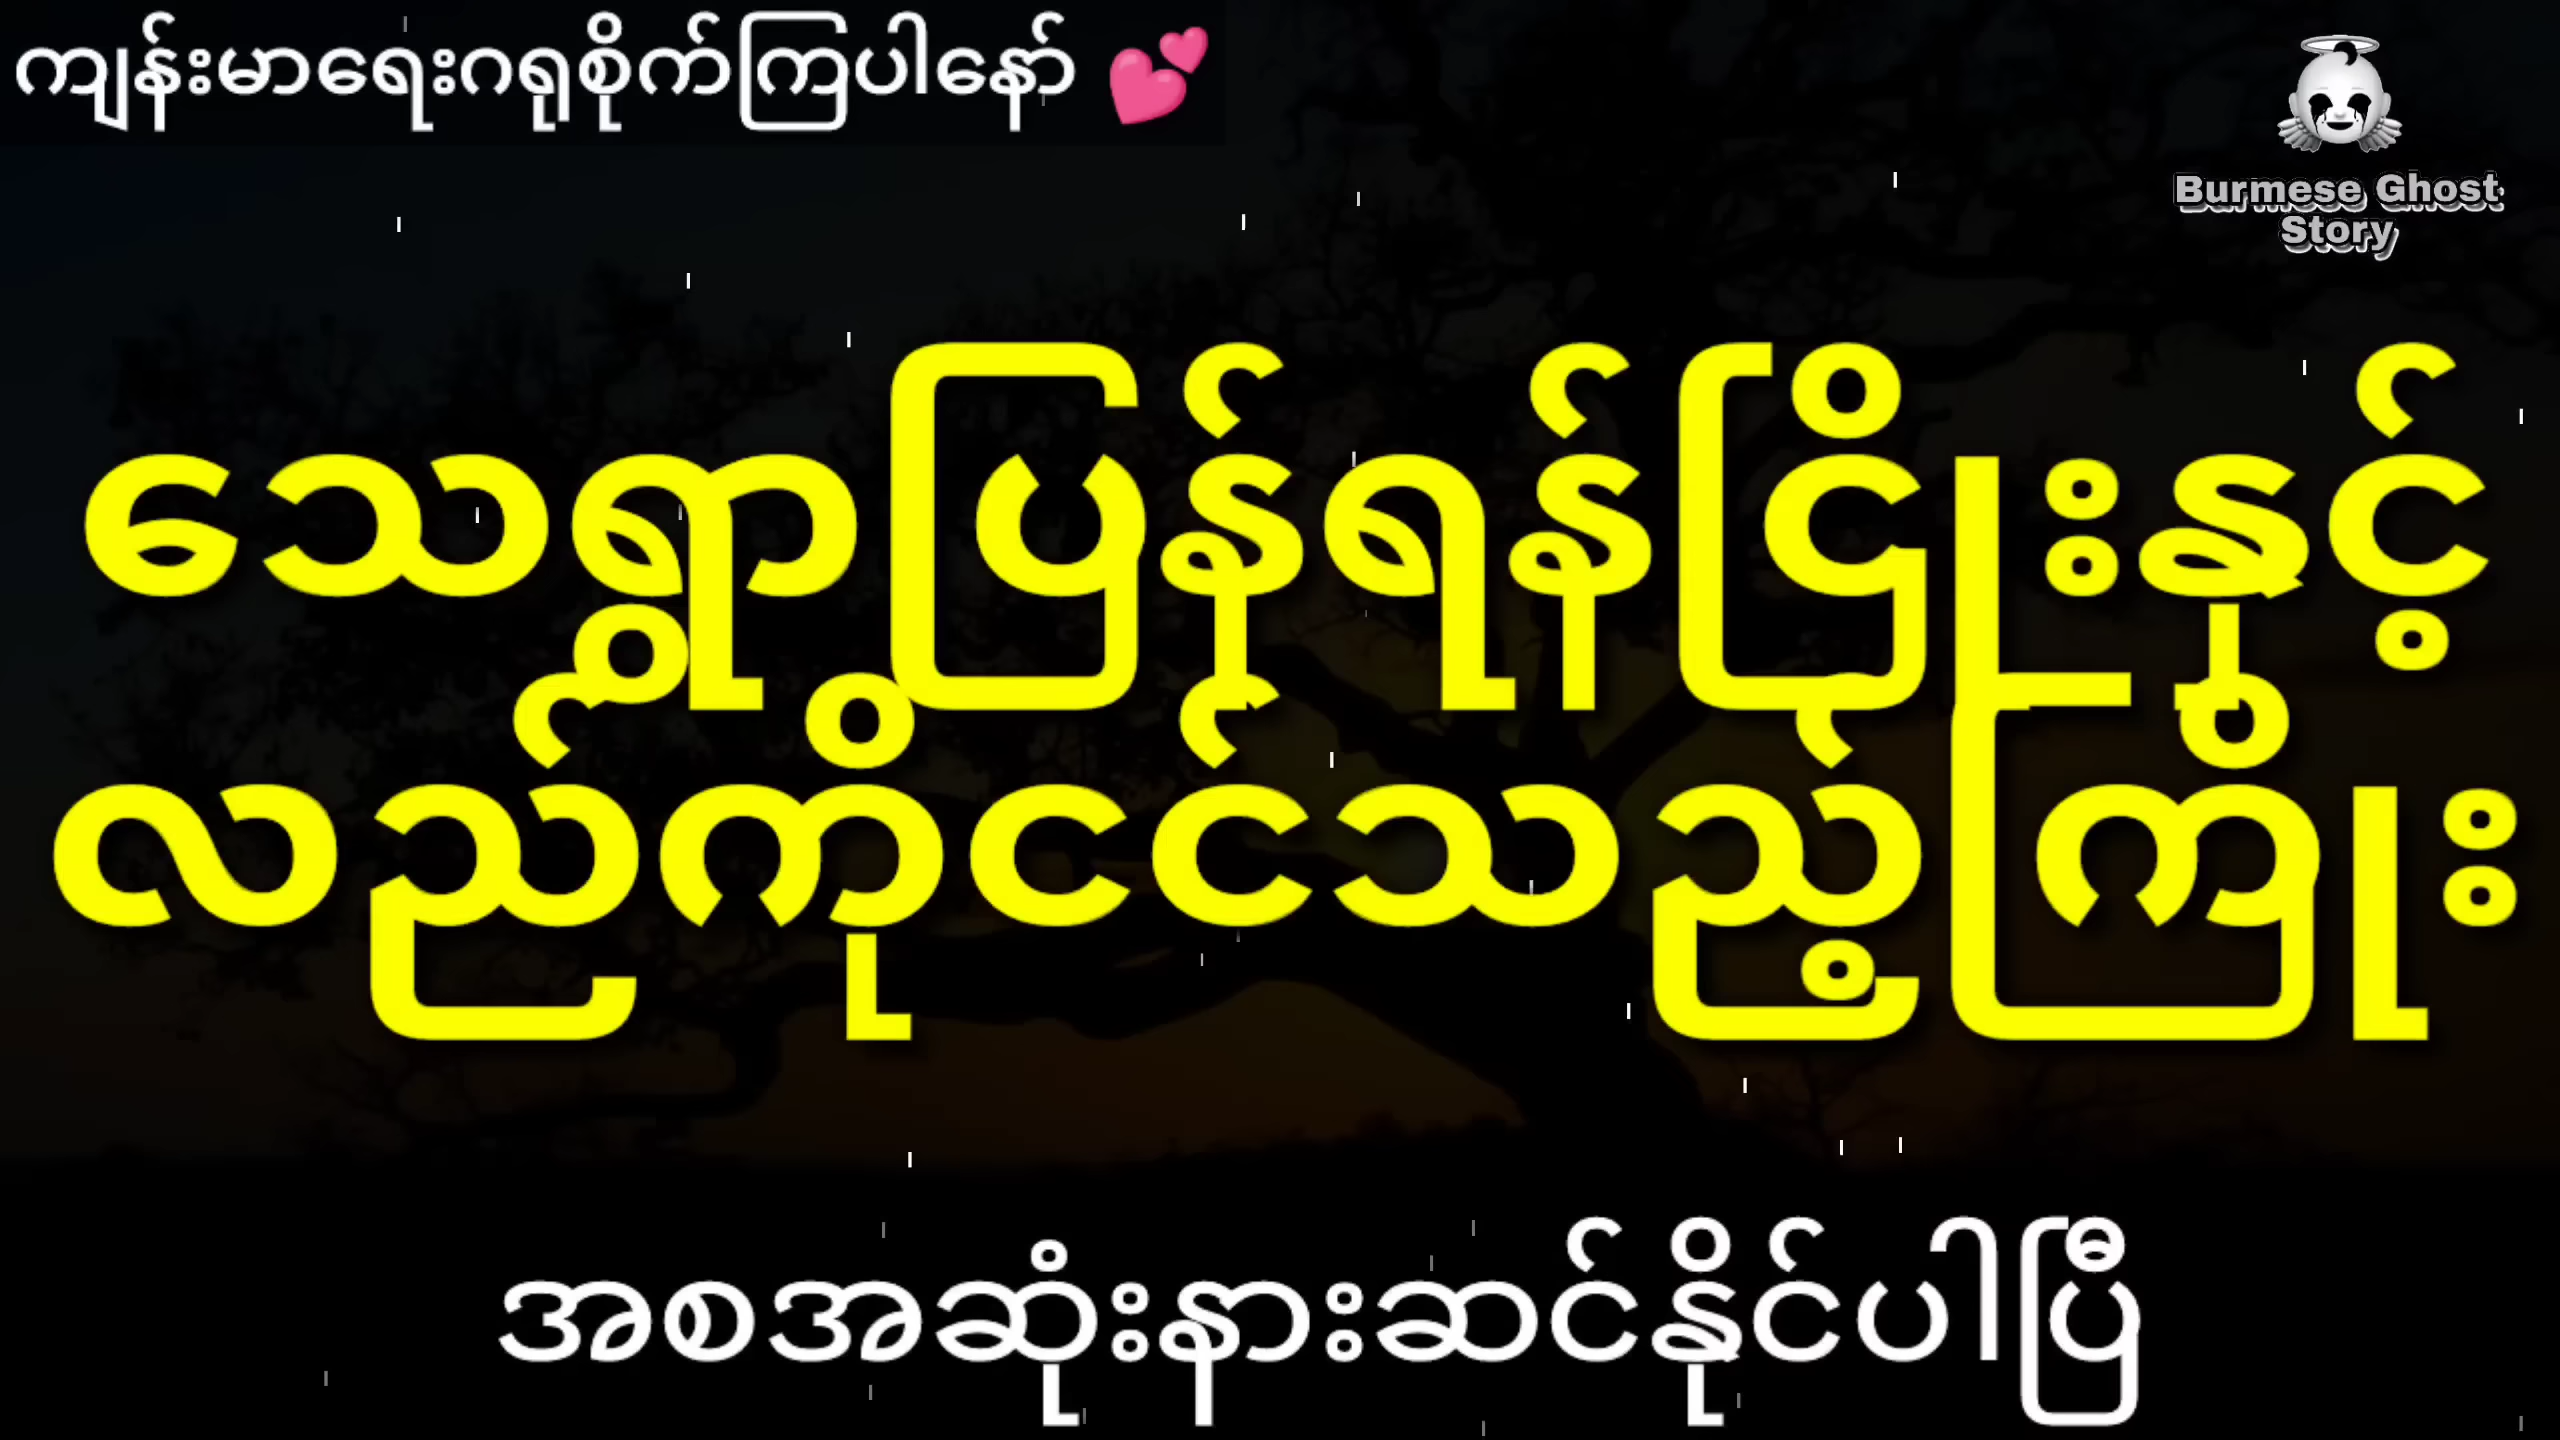 ကျန်းမာရေးဂရုစိုက်ကြပါနော် 💕
Burmese Ghost
Story
သေရွာပြန်ရန်ငြိုးနှင့်
လည်ကုံငင်သည့်ကြုံး
အစအဆုံးနားဆင်နိုင်ပါပြီ